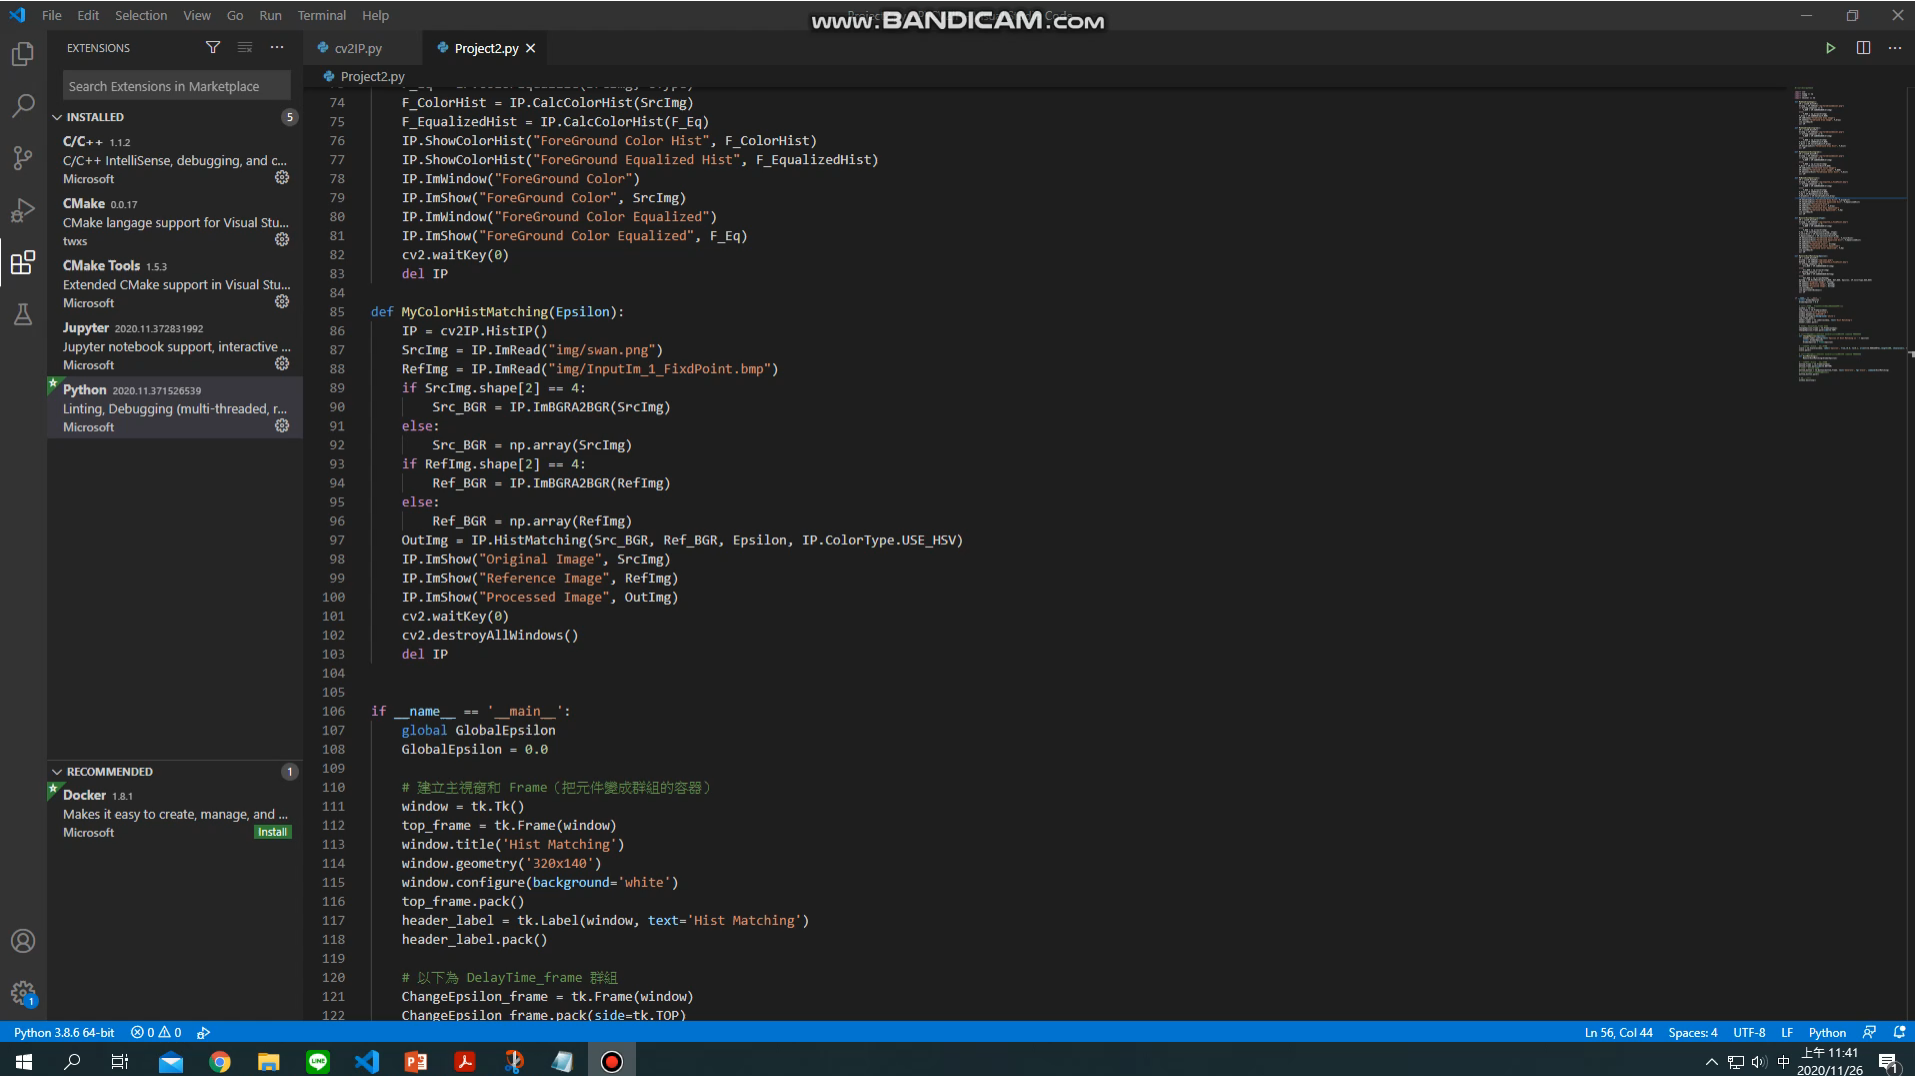 File Edit Selection View Go Run Terminal Help
www.BANDICAM.com
EXTENSIONS
cv2IP.py
Project2.py
Project2.py
Search Extensions in Marketplace
INSTALLED 5
C/C++ 1.1.2
C/C++ IntelliSense, debugging, and c...
Microsoft
CMake 0.0.17
CMake langage support for Visual Stu...
twxs
CMake Tools 1.5.3
Extended CMake support in Visual Stu...
Microsoft
Jupyter 2020.11.372831992
Jupyter notebook support, interactive ...
Microsoft
Python 2020.11.371526539
Linting, Debugging (multi-threaded, r...
Microsoft
RECOMMENDED 1
Docker 1.8.1
Makes it easy to create, manage, and ...
Microsoft Install
74 F_ColorHist = IP.CalcColorHist(SrcImg)
75 F_EqualizedHist = IP.CalcColorHist(F_Eq)
76 IP.ShowColorHist("ForeGround Color Hist", F_ColorHist)
77 IP.ShowColorHist("ForeGround Equalized Hist", F_EqualizedHist)
78 IP.ImWindow("ForeGround Color")
79 IP.ImShow("ForeGround Color", SrcImg)
80 IP.ImWindow("ForeGround Color Equalized")
81 IP.ImShow("ForeGround Color Equalized", F_Eq)
82 cv2.waitKey(0)
83 del IP
84
85 def MyColorHistMatching(Epsilon):
86 IP = cv2IP.HistIP()
87 SrcImg = IP.ImRead("img/swan.png")
88 RefImg = IP.ImRead("img/InputIm_1_FixdPoint.bmp")
89 if SrcImg.shape[2] == 4:
90 Src_BGR = IP.ImBGRA2BGR(SrcImg)
91 else:
92 Src_BGR = np.array(SrcImg)
93 if RefImg.shape[2] == 4:
94 Ref_BGR = IP.ImBGRA2BGR(RefImg)
95 else:
96 Ref_BGR = np.array(RefImg)
97 OutImg = IP.HistMatching(Src_BGR, Ref_BGR, Epsilon, IP.ColorType.USE_HSV)
98 IP.ImShow("Original Image", SrcImg)
99 IP.ImShow("Reference Image", RefImg)
100 IP.ImShow("Processed Image", OutImg)
101 cv2.waitKey(0)
102 cv2.destroyAllWindows()
103 del IP
104
105
106 if __name__ == '__main__':
107 global GlobalEpsilon
108 GlobalEpsilon = 0.0
109
110 # 建立主視窗和 Frame（把元件變成群組的容器）
111 window = tk.Tk()
112 top_frame = tk.Frame(window)
113 window.title('Hist Matching')
114 window.geometry('320x140')
115 window.configure(background='white')
116 top_frame.pack()
117 header_label = tk.Label(window, text='Hist Matching')
118 header_label.pack()
119
120 # 以下為 DelayTime_frame 群組
121 ChangeEpsilon_frame = tk.Frame(window)
122 ChangeEpsilon_frame.pack(side=tk.TOP)
Python 3.8.6 64-bit 0 0 Ln 56, Col 44 Spaces: 4 UTF-8 LF Python
1
中 上午 11:41
2020/11/26
1